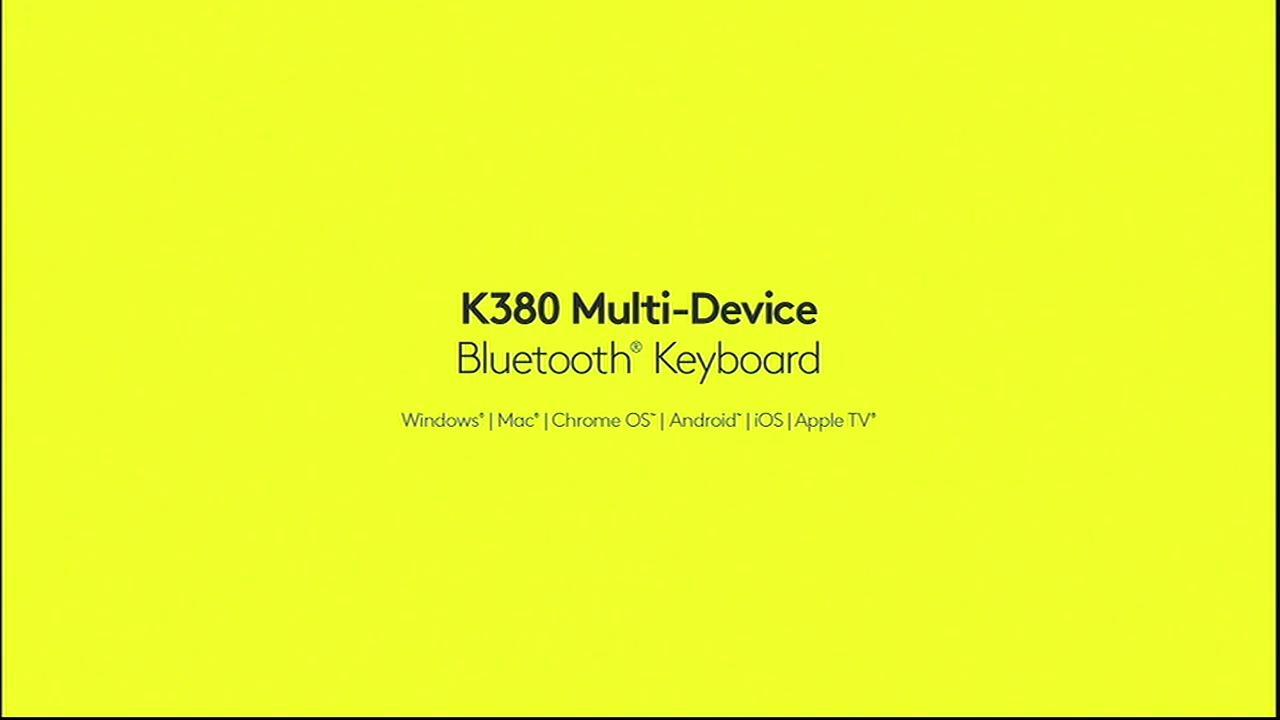 K380 Multi-Device
Bluetooth® Keyboard
Windows® | Mac® | Chrome OS™ | Android™ | iOS | Apple TV®